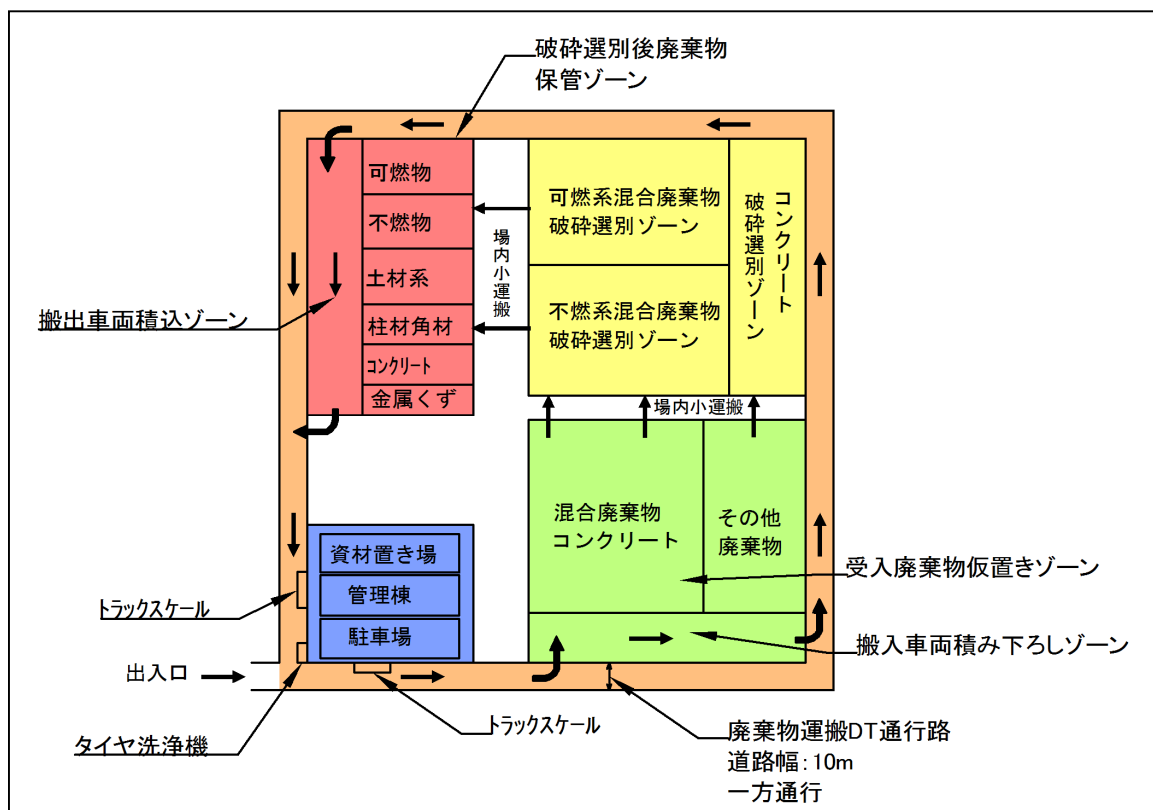 破砕選別後廃棄物
保管ゾーン
可燃物
不燃物
土材系
柱材角材
コンクリート
金属くず
場内小運搬
可燃系混合廃棄物
破砕選別ゾーン
不燃系混合廃棄物
破砕選別ゾーン
コンクリート
破砕選別ゾーン
搬出車両積込ゾーン
場内小運搬
混合廃棄物
コンクリート
その他
廃棄物
受入廃棄物仮置きゾーン
資材置き場
管理棟
駐車場
トラックスケール
搬入車両積み下ろしゾーン
出入口
トラックスケール
タイヤ洗浄機
廃棄物運搬DT通行路
道路幅:10m
一方通行